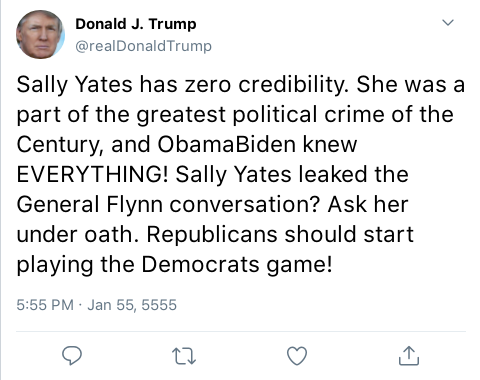 Donald J. Trump
@realDonaldTrump
Sally Yates has zero credibility. She was a
part of the greatest political crime of the
Century, and ObamaBiden knew
EVERYTHING! Sally Yates leaked the
General Flynn conversation? Ask her
under oath. Republicans should start
playing the Democrats game!
5:55 PM · Jan 55, 5555